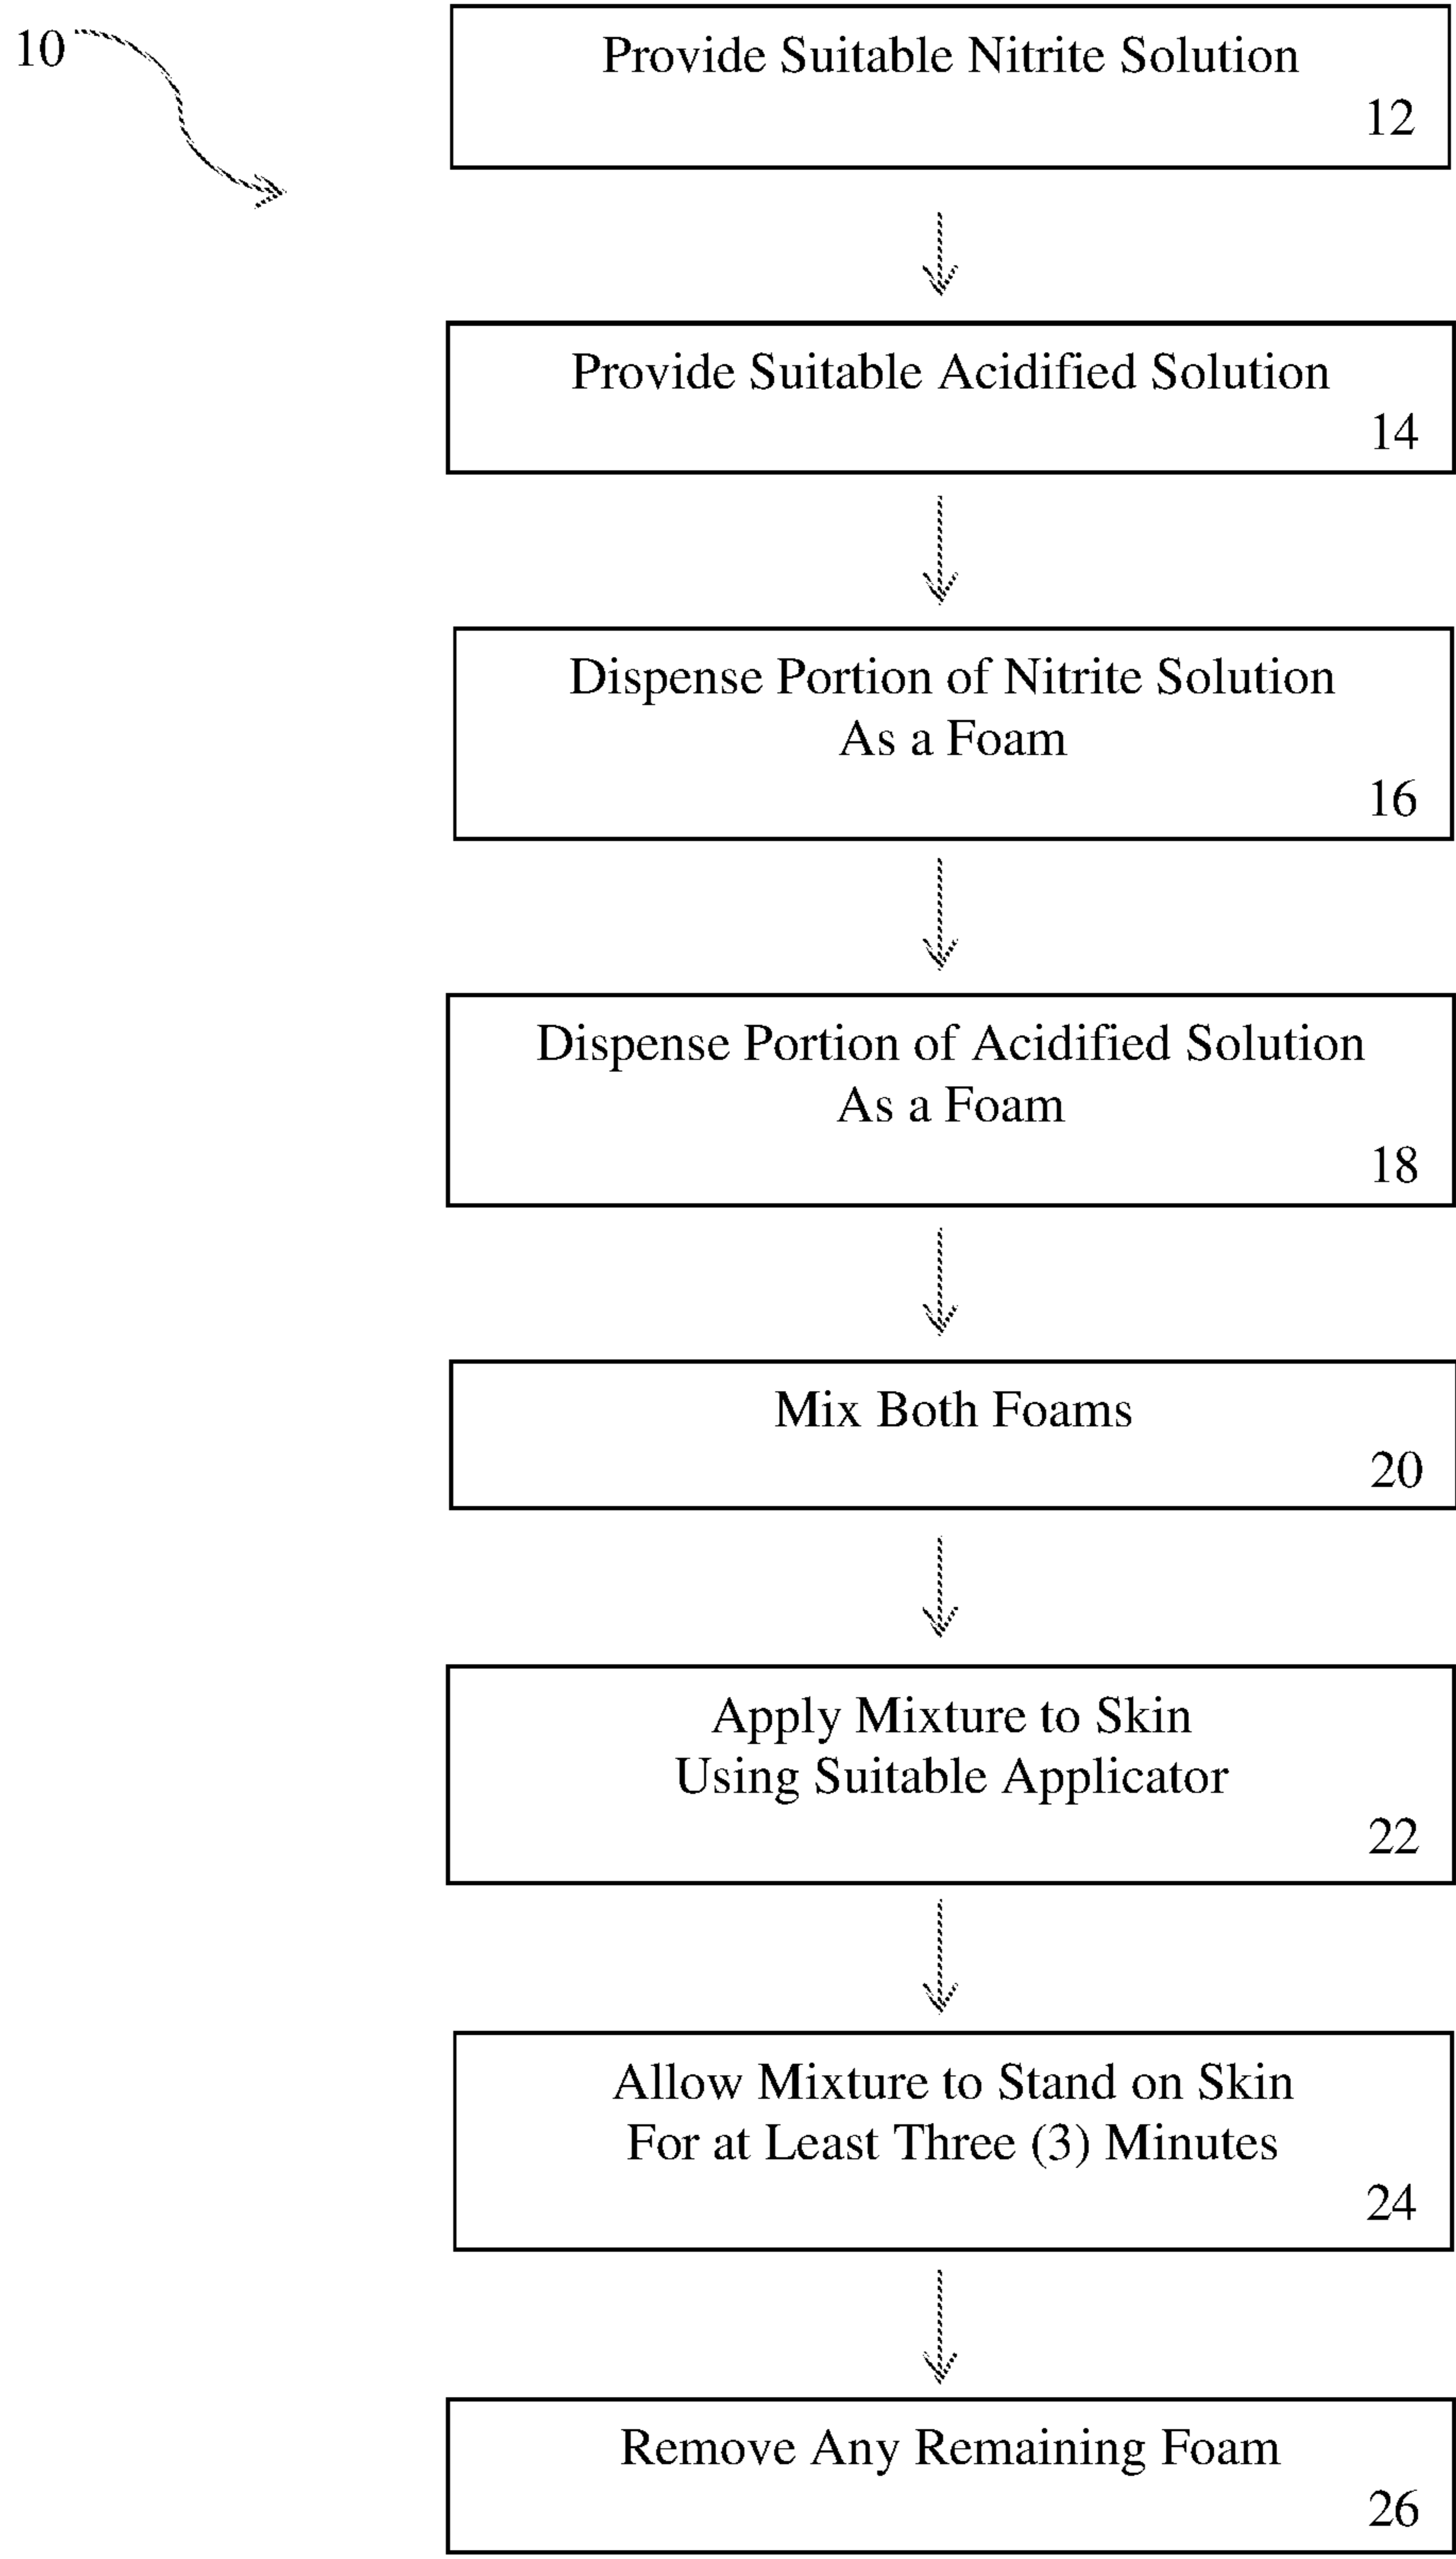 10
Provide Suitable Nitrite Solution
12
Provide Suitable Acidified Solution
14
Dispense Portion of Nitrite Solution
As a Foam
16
Dispense Portion of Acidified Solution
As a Foam
18
Mix Both Foams
20
Apply Mixture to Skin
Using Suitable Applicator
22
Allow Mixture to Stand on Skin
For at Least Three (3) Minutes
24
Remove Any Remaining Foam
26